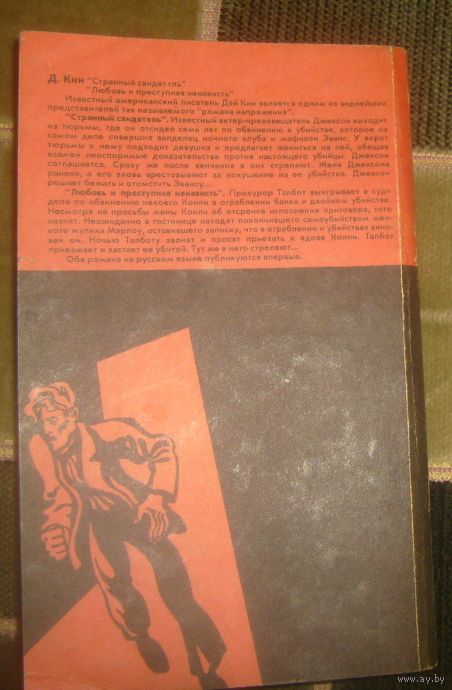 Д. Кин "Странный свидетель"
"Любовь и преступная ненависть"
Известный американский писатель Дэй Кин является одним из виднейших
представителей так называемого "романа напряжения".
"Странный свидетель". Известный актер-чревовещатель Джексон выходит
из тюрьмы, где он отсидел семь лет по обвинению в убийстве, которое на
самом деле совершил владелец ночного клуба и мафиози Эванс. У ворот
тюрьмы к нему подходит девушка и предлагает жениться на ней, обещая
взамен неоспоримые доказательства против настоящего убийцы. Джексон
соглашается. Сразу же после венчания в них стреляют. Жена Джексона
ранена, а его вновь арестовывают за покушение на ее убийство. Джексон
решает бежать и отомстить Эвансу...
"Любовь и преступная ненависть". Прокурор Талбот выигрывает в суде
дело по обвинению некоего Конли в ограблении банка и двойном убийстве.
Несмотря на просьбы жены Конли об отсрочке исполнения приговора, того
казнят. Неожиданно в гостинице находят покончившего самоубийством мел-
кого жулика Марлоу, оставившего записку, что в ограблении и убийствах вино-
вен он. Ночью Талботу звонят и просят приехать к вдове Конли. Талбот
приезжает и застает ее убитой. Тут же в него стреляют...
Оба романа на русском языке публикуются впервые.
www.ay.by